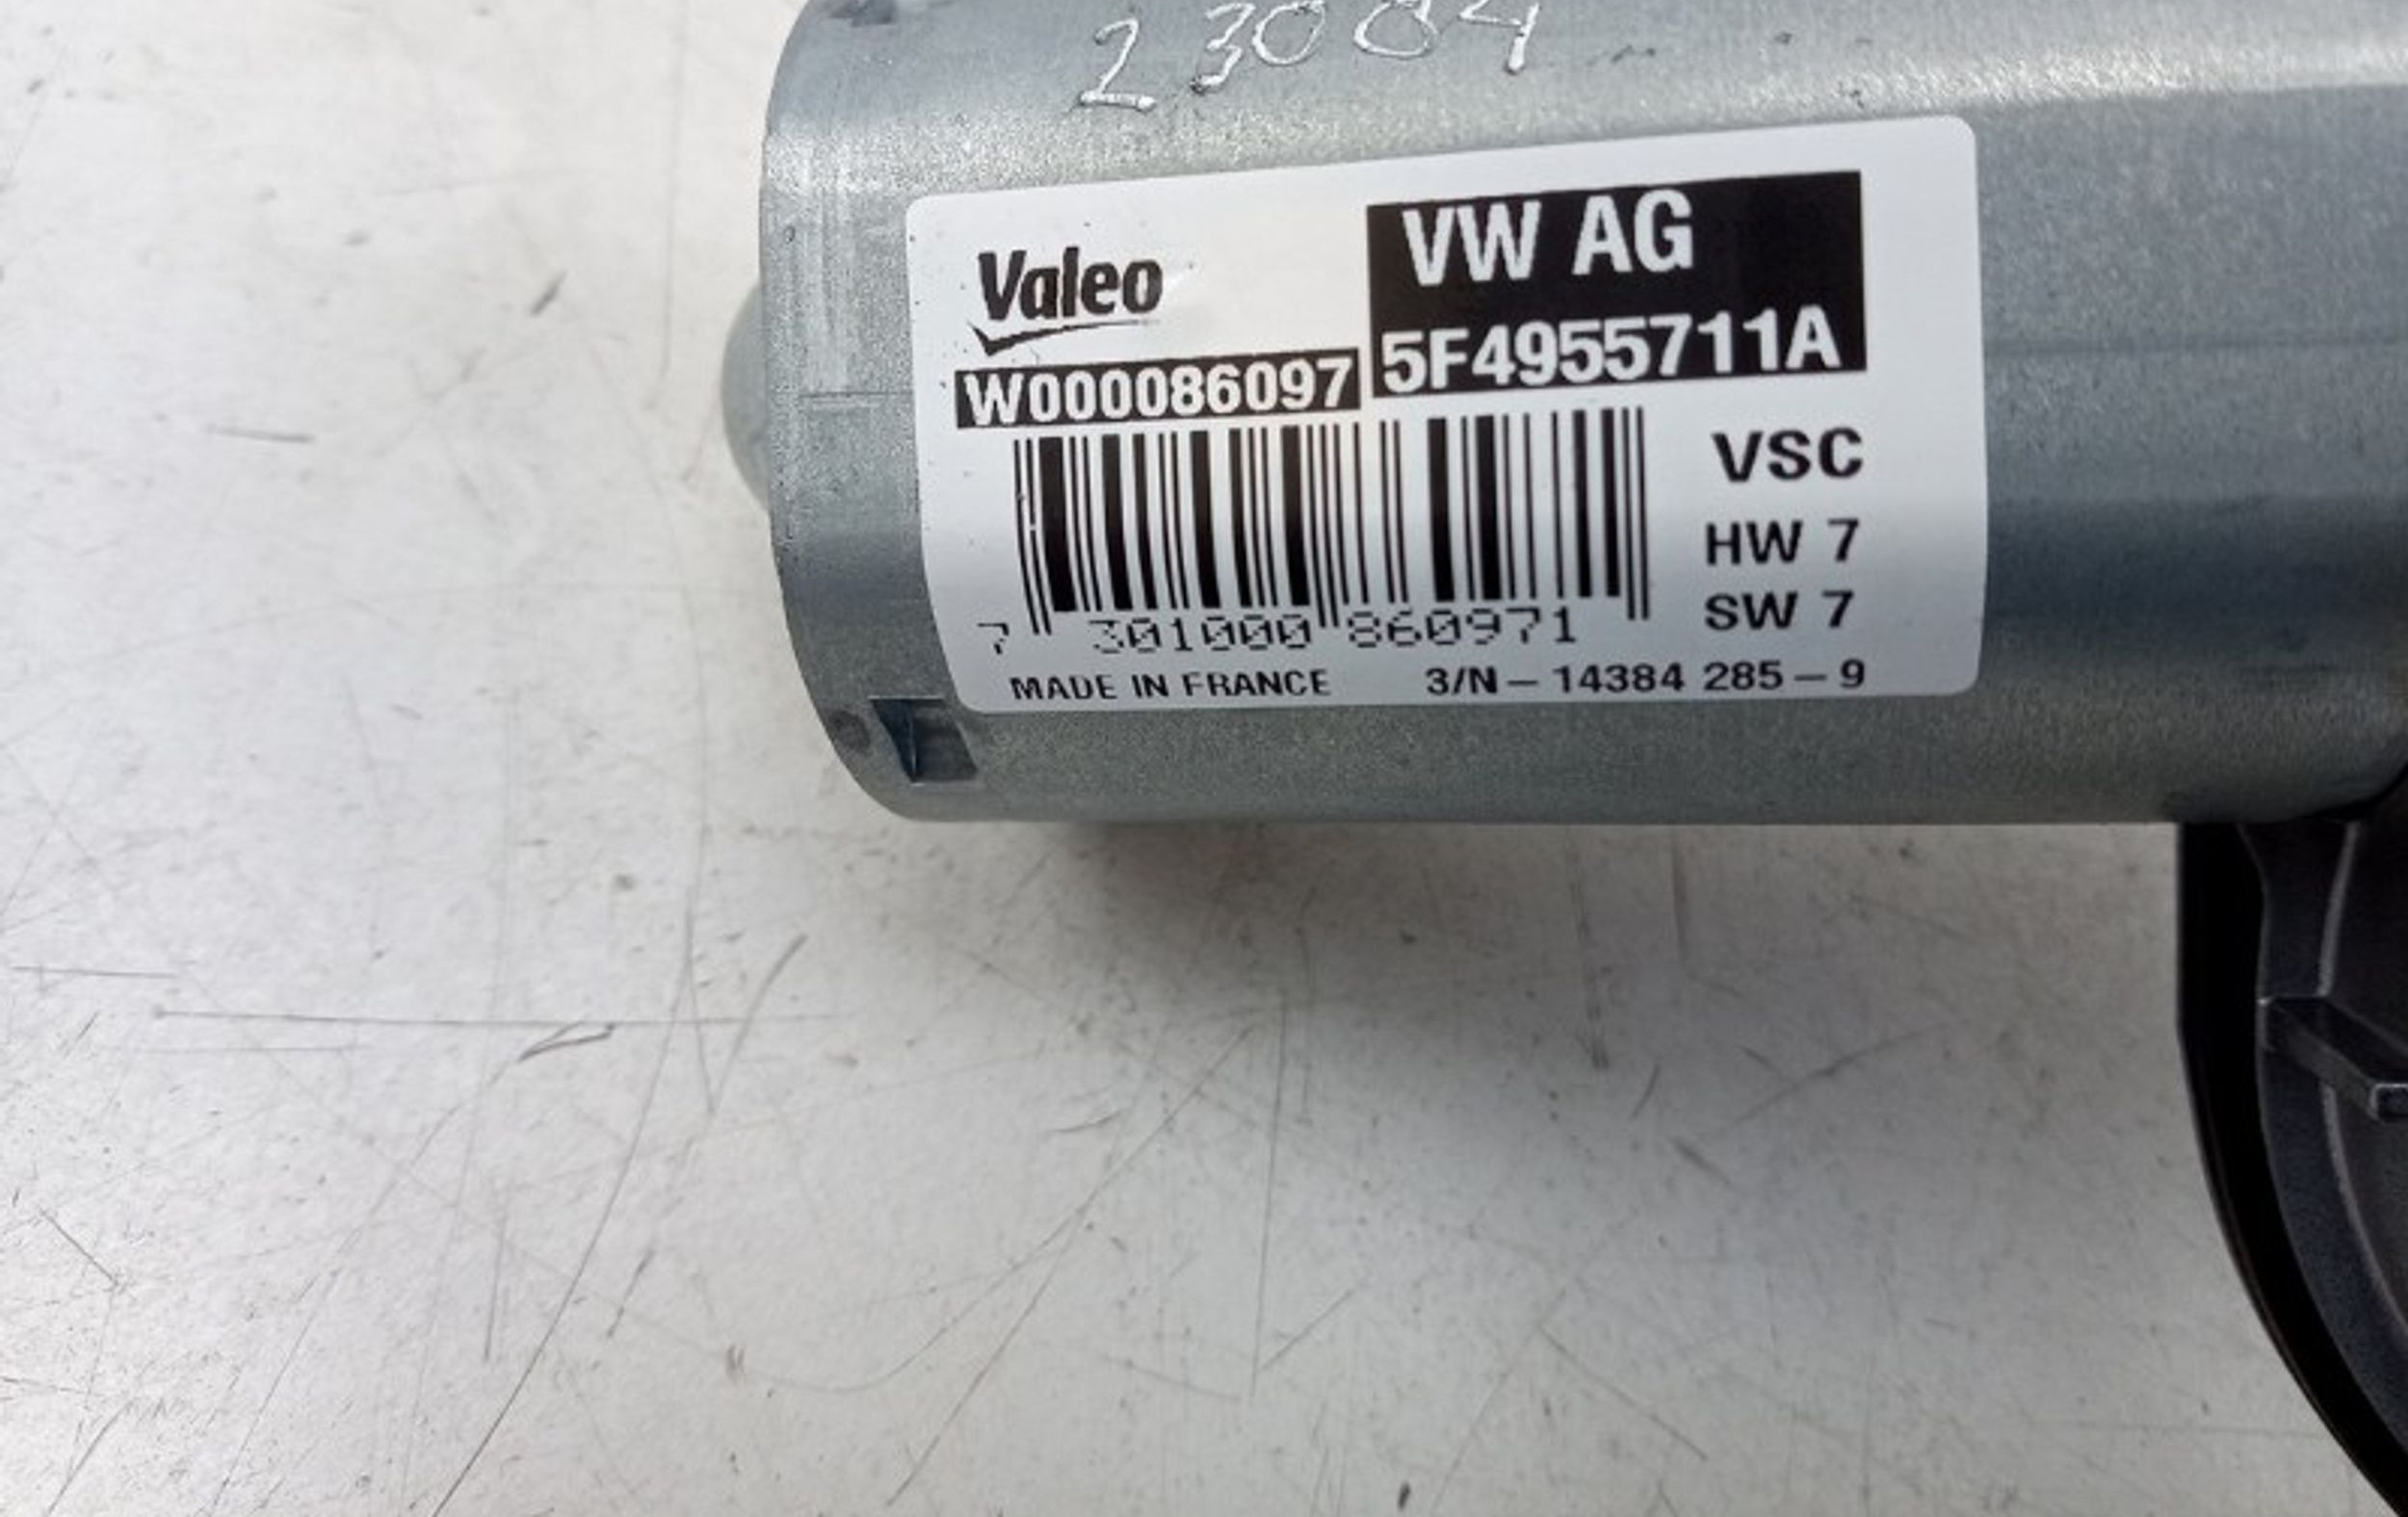 23084
Valeo
VW AG
W000086097
5F4955711A
VSC
HW 7
SW 7
7 301000 860971
MADE IN FRANCE 3/N – 14384 285 – 9